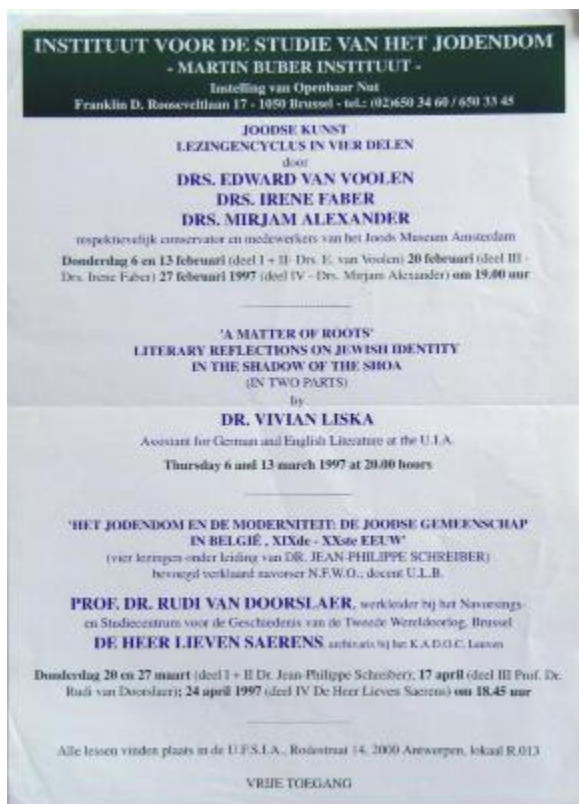 INSTITUUT VOOR DE STUDIE VAN HET JODENDOM
- MARTIN BUBER INSTITUUT -
Instelling van Openbaar Nut
Franklin D. Rooseveltlaan 17 - 1050 Brussel - tel.: (02)650 34 60 / 650 33 45
JOODSE KUNST
LEZINGENCYCLUS IN VIER DELEN
door
DRS. EDWARD VAN VOOLEN
DRS. IRENE FABER
DRS. MIRJAM ALEXANDER
respektievelijk conservator en medewerkers van het Joods Museum Amsterdam
Donderdag 6 en 13 februari (deel I + II- Drs. E. van Voolen) 20 februari (deel III -
Drs. Irene Faber) 27 februari 1997 (deel IV - Drs. Mirjam Alexander) om 19.00 uur
'A MATTER OF ROOTS'
LITERARY REFLECTIONS ON JEWISH IDENTITY
IN THE SHADOW OF THE SHOA
(IN TWO PARTS)
by
DR. VIVIAN LISKA
Assistant for German and English Literature at the U.I.A.
Thursday 6 and 13 march 1997 at 20.00 hours
'HET JODENDOM EN DE MODERNITEIT: DE JOODSE GEMEENSCHAP
IN BELGIË , XIXde - XXste EEUW'
(vier lezingen onder leiding van DR. JEAN-PHILIPPE SCHREIBER)
bevoegd verklaard navorser N.F.W.O., docent U.L.B.
PROF. DR. RUDI VAN DOORSLAER, werkleider bij het Navorsings-
en Studiecentrum voor de Geschiedenis van de Tweede Wereldoorlog, Brussel
DE HEER LIEVEN SAERENS, archivaris bij het K.A.D.O.C. Leuven
Donderdag 20 en 27 maart (deel I + II Dr. Jean-Philippe Schreiber); 17 april (deel III Prof. Dr.
Rudi van Doorslaer); 24 april 1997 (deel IV De Heer Lieven Saerens) om 18.45 uur
Alle lessen vinden plaats in de U.F.S.I.A., Rodestraat 14, 2000 Antwerpen, lokaal R.013
VRIJE TOEGANG